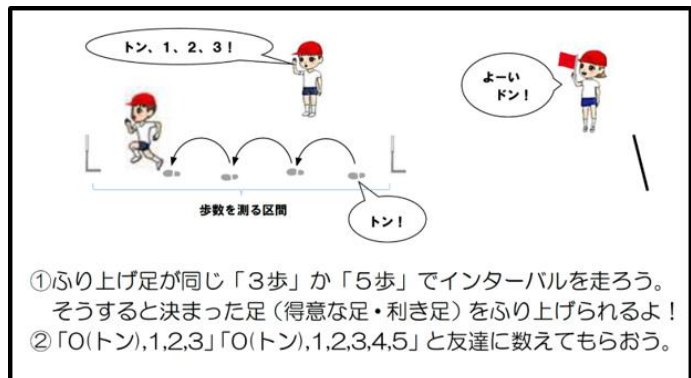 トン、１、２、３！
よーい
ドン！
歩数を測る区間
トン！
①ふり上げ足が同じ「３歩」か「５歩」でインターバルを走ろう。
そうすると決まった足（得意な足・利き足）をふり上げられるよ！
②「0(トン),1,2,3」「0(トン),1,2,3,4,5」と友達に数えてもらおう。